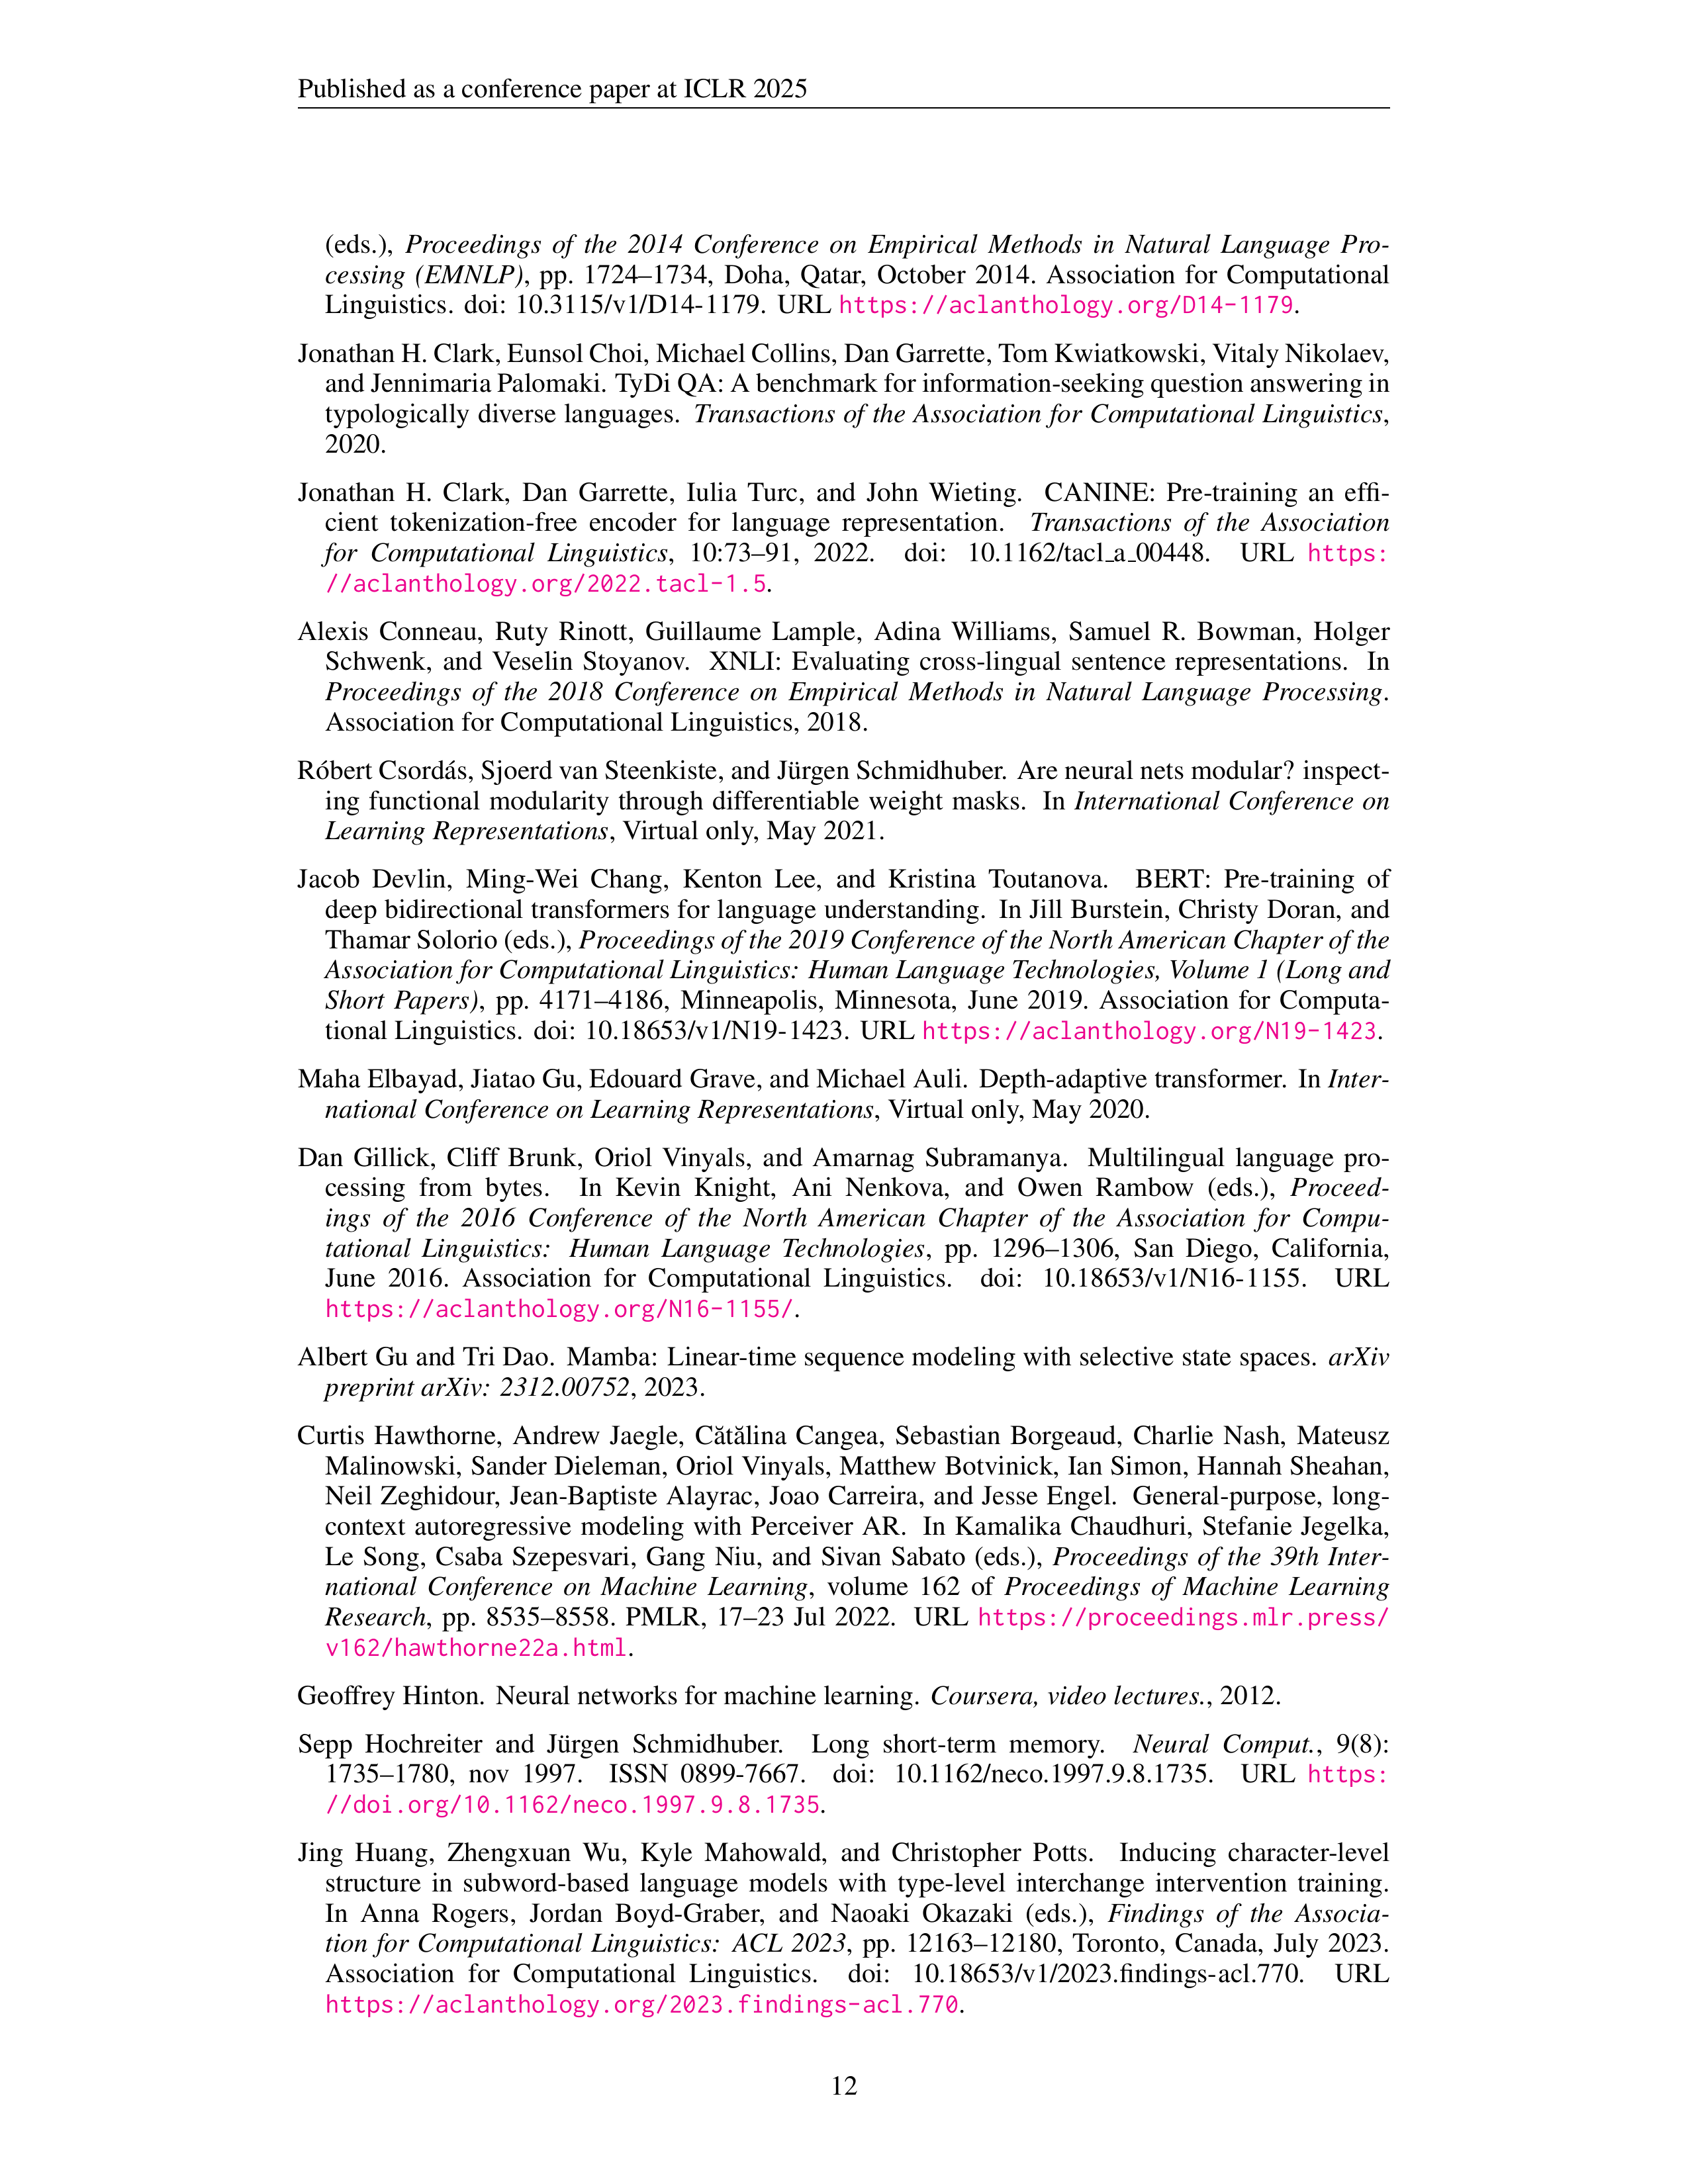 Published as a conference paper at ICLR 2025
(eds.), Proceedings of the 2014 Conference on Empirical Methods in Natural Language Pro-
cessing (EMNLP), pp. 1724–1734, Doha, Qatar, October 2014. Association for Computational
Linguistics. doi: 10.3115/v1/D14-1179. URL https://aclanthology.org/D14-1179.
Jonathan H. Clark, Eunsol Choi, Michael Collins, Dan Garrette, Tom Kwiatkowski, Vitaly Nikolaev,
and Jennimaria Palomaki. TyDi QA: A benchmark for information-seeking question answering in
typologically diverse languages. Transactions of the Association for Computational Linguistics,
2020.
Jonathan H. Clark, Dan Garrette, Iulia Turc, and John Wieting. CANINE: Pre-training an effi-
cient tokenization-free encoder for language representation. Transactions of the Association
for Computational Linguistics, 10:73–91, 2022. doi: 10.1162/tacl_a_00448. URL https:
//aclanthology.org/2022.tacl-1.5.
Alexis Conneau, Ruty Rinott, Guillaume Lample, Adina Williams, Samuel R. Bowman, Holger
Schwenk, and Veselin Stoyanov. XNLI: Evaluating cross-lingual sentence representations. In
Proceedings of the 2018 Conference on Empirical Methods in Natural Language Processing.
Association for Computational Linguistics, 2018.
Róbert Csordás, Sjoerd van Steenkiste, and Jürgen Schmidhuber. Are neural nets modular? inspect-
ing functional modularity through differentiable weight masks. In International Conference on
Learning Representations, Virtual only, May 2021.
Jacob Devlin, Ming-Wei Chang, Kenton Lee, and Kristina Toutanova. BERT: Pre-training of
deep bidirectional transformers for language understanding. In Jill Burstein, Christy Doran, and
Thamar Solorio (eds.), Proceedings of the 2019 Conference of the North American Chapter of the
Association for Computational Linguistics: Human Language Technologies, Volume 1 (Long and
Short Papers), pp. 4171–4186, Minneapolis, Minnesota, June 2019. Association for Computa-
tional Linguistics. doi: 10.18653/v1/N19-1423. URL https://aclanthology.org/N19-1423.
Maha Elbayad, Jiatao Gu, Edouard Grave, and Michael Auli. Depth-adaptive transformer. In Inter-
national Conference on Learning Representations, Virtual only, May 2020.
Dan Gillick, Cliff Brunk, Oriol Vinyals, and Amarnag Subramanya. Multilingual language pro-
cessing from bytes. In Kevin Knight, Ani Nenkova, and Owen Rambow (eds.), Proceed-
ings of the 2016 Conference of the North American Chapter of the Association for Compu-
tational Linguistics: Human Language Technologies, pp. 1296–1306, San Diego, California,
June 2016. Association for Computational Linguistics. doi: 10.18653/v1/N16-1155. URL
https://aclanthology.org/N16-1155/.
Albert Gu and Tri Dao. Mamba: Linear-time sequence modeling with selective state spaces. arXiv
preprint arXiv: 2312.00752, 2023.
Curtis Hawthorne, Andrew Jaegle, Cătălina Cangea, Sebastian Borgeaud, Charlie Nash, Mateusz
Malinowski, Sander Dieleman, Oriol Vinyals, Matthew Botvinick, Ian Simon, Hannah Sheahan,
Neil Zeghidour, Jean-Baptiste Alayrac, Joao Carreira, and Jesse Engel. General-purpose, long-
context autoregressive modeling with Perceiver AR. In Kamalika Chaudhuri, Stefanie Jegelka,
Le Song, Csaba Szepesvari, Gang Niu, and Sivan Sabato (eds.), Proceedings of the 39th Inter-
national Conference on Machine Learning, volume 162 of Proceedings of Machine Learning
Research, pp. 8535–8558. PMLR, 17–23 Jul 2022. URL https://proceedings.mlr.press/
v162/hawthorne22a.html.
Geoffrey Hinton. Neural networks for machine learning. Coursera, video lectures., 2012.
Sepp Hochreiter and Jürgen Schmidhuber. Long short-term memory. Neural Comput., 9(8):
1735–1780, nov 1997. ISSN 0899-7667. doi: 10.1162/neco.1997.9.8.1735. URL https:
//doi.org/10.1162/neco.1997.9.8.1735.
Jing Huang, Zhengxuan Wu, Kyle Mahowald, and Christopher Potts. Inducing character-level
structure in subword-based language models with type-level interchange intervention training.
In Anna Rogers, Jordan Boyd-Graber, and Naoaki Okazaki (eds.), Findings of the Associa-
tion for Computational Linguistics: ACL 2023, pp. 12163–12180, Toronto, Canada, July 2023.
Association for Computational Linguistics. doi: 10.18653/v1/2023.findings-acl.770. URL
https://aclanthology.org/2023.findings-acl.770.
12